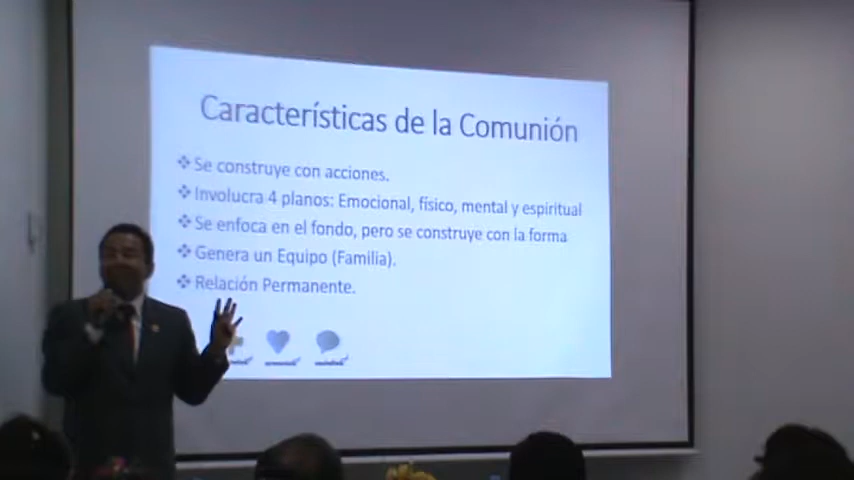 Características de la Comunión
Se construye con acciones.
Involucra 4 planos: Emocional, físico, mental y espiritual
Se enfoca en el fondo, pero se construye con la forma
Genera un Equipo (Familia).
Relación Permanente.